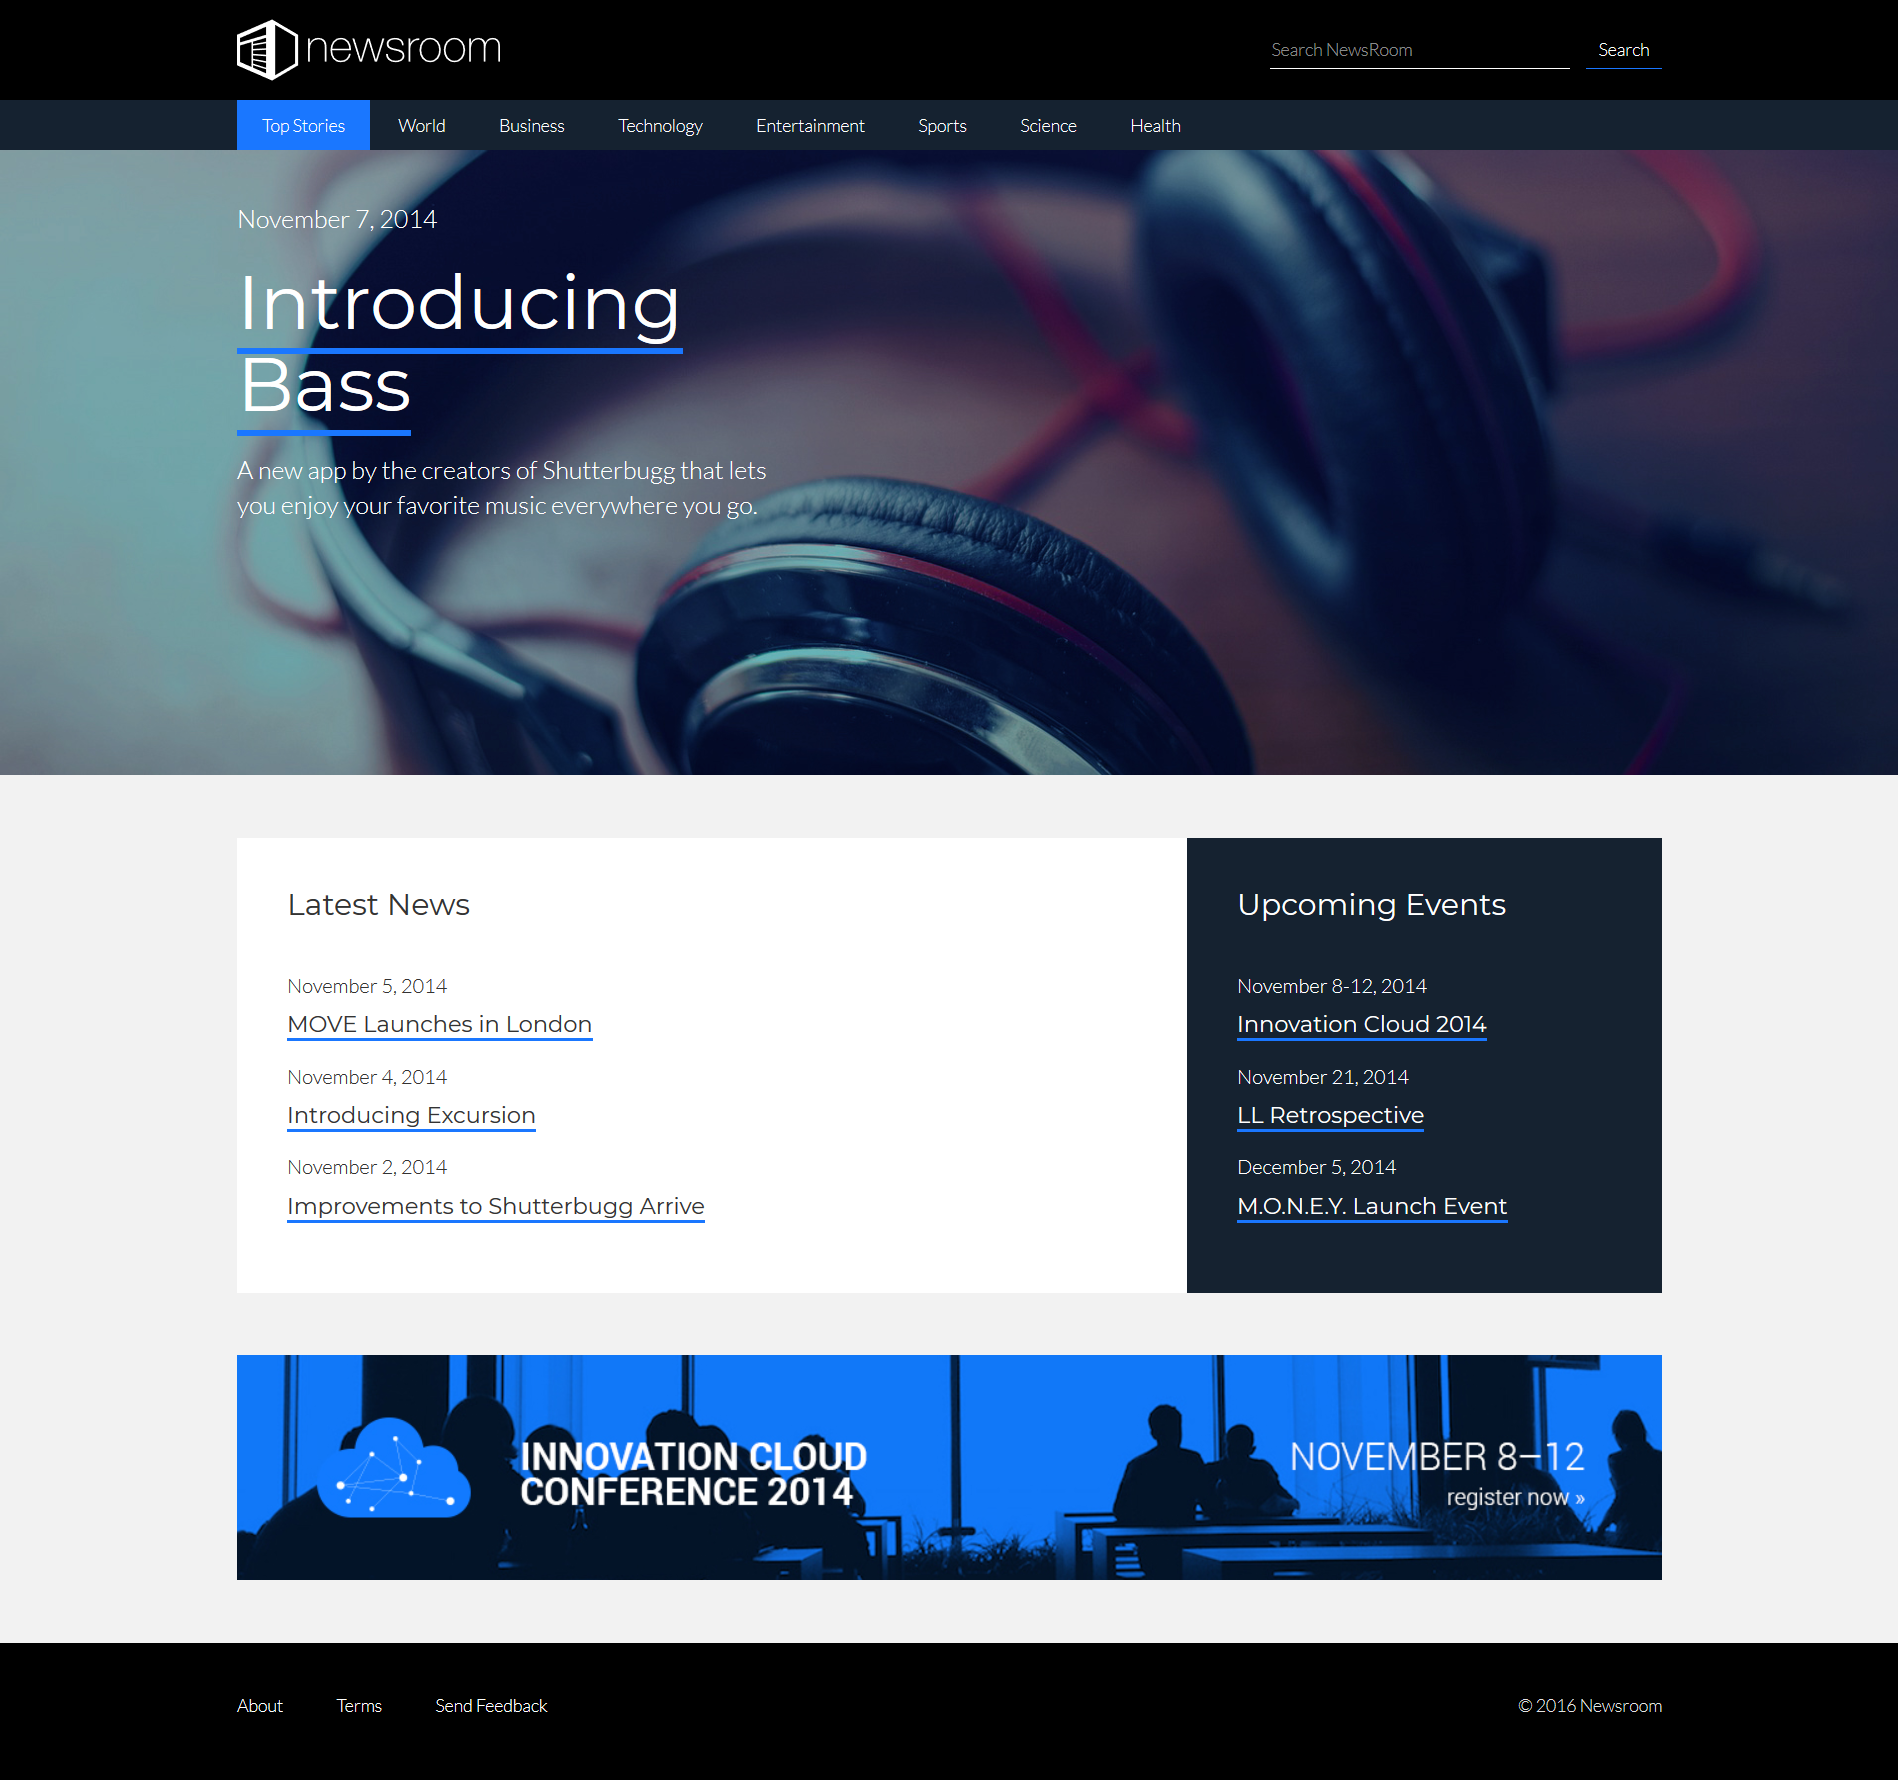 newsroom
Search NewsRoom
Search
Top Stories
World
Business
Technology
Entertainment
Sports
Science
Health
November 7, 2014
Introducing
Bass
A new app by the creators of Shutterbugg that lets
you enjoy your favorite music everywhere you go.
Latest News
November 5, 2014
MOVE Launches in London
November 4, 2014
Introducing Excursion
November 2, 2014
Improvements to Shutterbugg Arrive
Upcoming Events
November 8-12, 2014
Innovation Cloud 2014
November 21, 2014
LL Retrospective
December 5, 2014
M.O.N.E.Y. Launch Event
INNOVATION CLOUD
CONFERENCE 2014
NOVEMBER 8–12
register now »
About
Terms
Send Feedback
© 2016 Newsroom